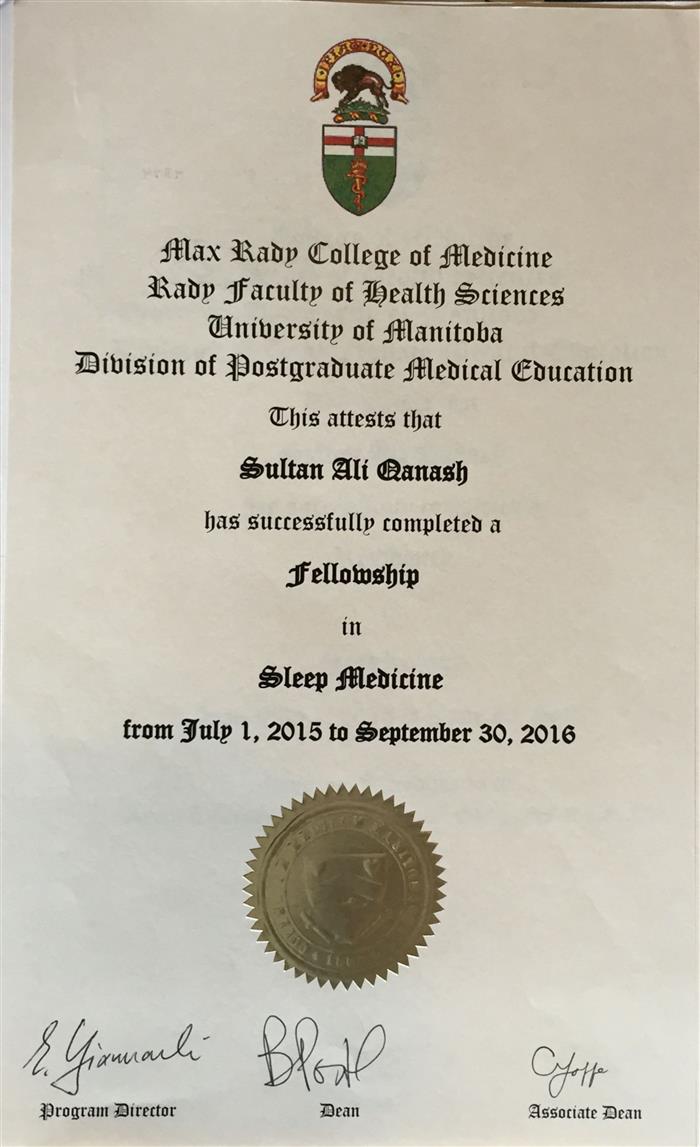 Max Rady College of Medicine
Rady Faculty of Health Sciences
University of Manitoba
Division of Postgraduate Medical Education
This attests that
Sultan Ali Qanash
has successfully completed a
Fellowship
in
Sleep Medicine
from July 1, 2015 to September 30, 2016
Program Director
Dean
Associate Dean